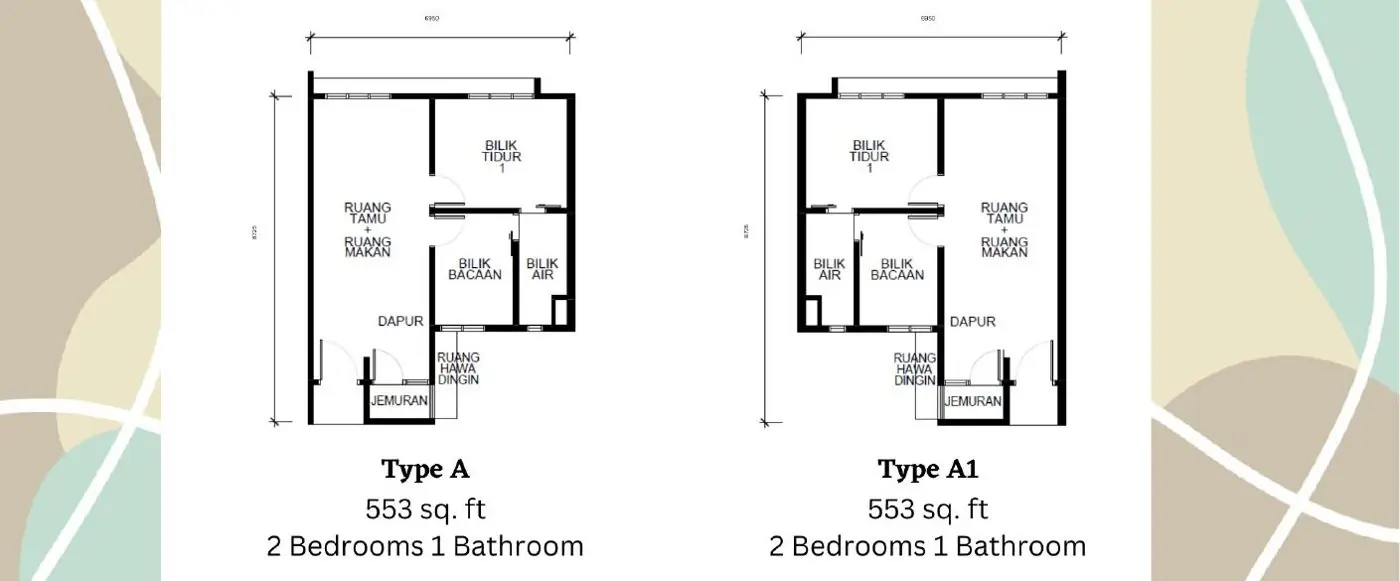 6950
8725
BILIK
TIDUR
1
RUANG
TAMU
+
RUANG
MAKAN
BILIK
BACAAN
BILIK
AIR
DAPUR
RUANG
HAWA
DINGIN
JEMURAN
Type A
553 sq. ft
2 Bedrooms 1 Bathroom
6950
8725
BILIK
TIDUR
1
RUANG
TAMU
+
RUANG
MAKAN
BILIK
AIR
BILIK
BACAAN
DAPUR
RUANG
HAWA
DINGIN
JEMURAN
Type A1
553 sq. ft
2 Bedrooms 1 Bathroom